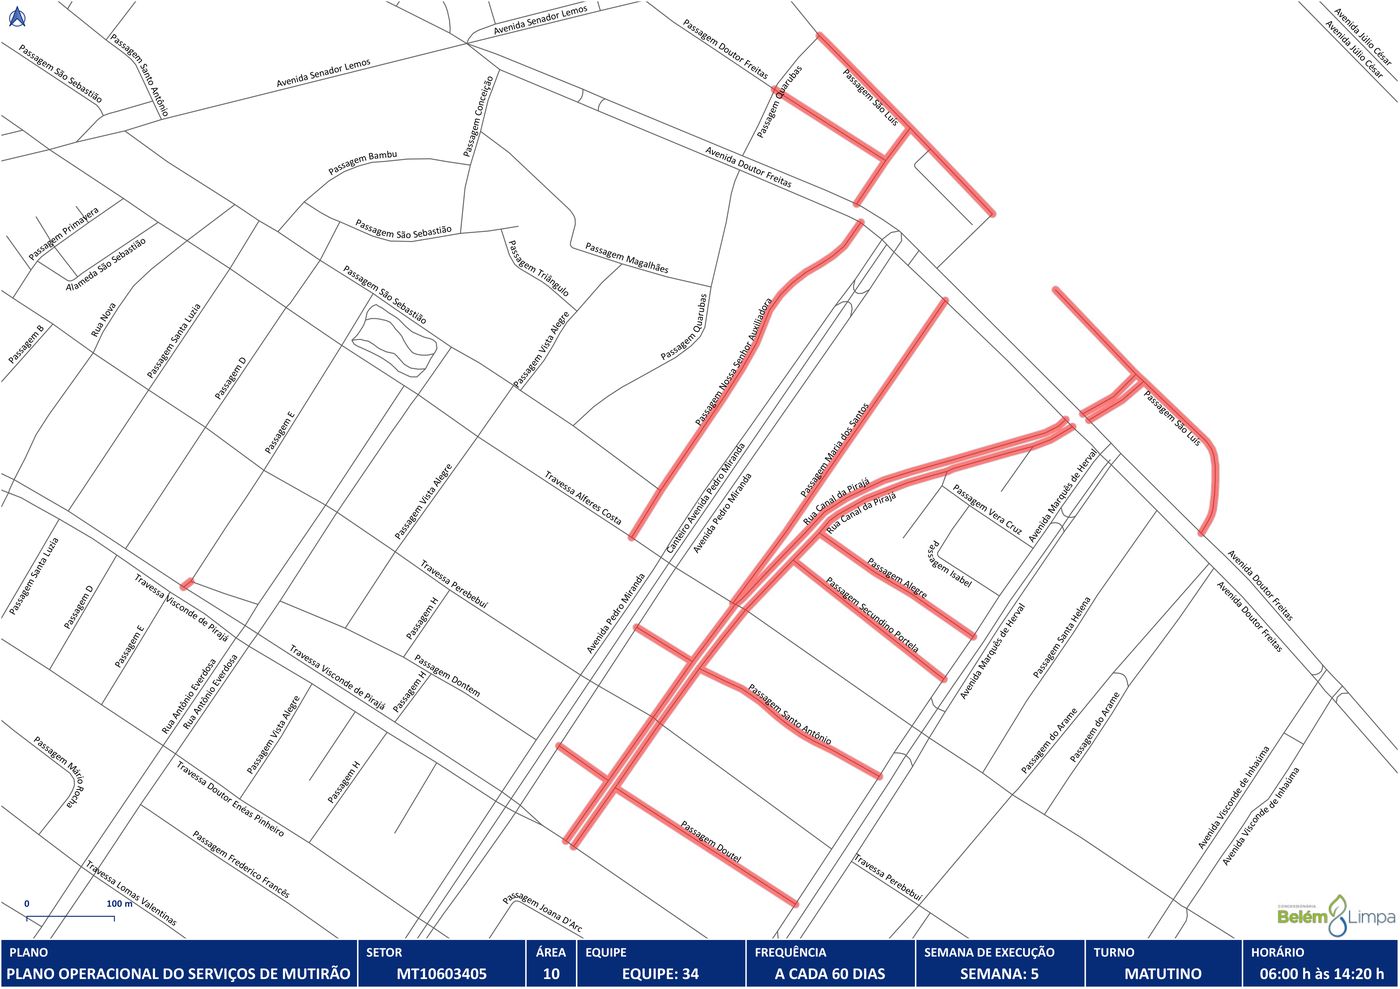 Avenida Senador Lemos
Avenida Júlio César
Avenida Júlio César
Passagem Santo Antônio
Passagem São Sebastião
Passagem Doutor Freitas
Avenida Senador Lemos
Passagem São Luis
Passagem Quarubas
Passagem Conceição
Passagem Bambu
Avenida Doutor Freitas
Passagem Primavera
Alameda São Sebastião
Passagem São Sebastião
Passagem Magalhães
Passagem Triângulo
Passagem São Sebastião
Rua Nova
Passagem Santa Luzia
Passagem B
Passagem D
Passagem E
Passagem Vista Alegre
Passagem Quarubas
Passagem Nossa Senhor Auxiliadora
Passagem Maria dos Santos
Passagem São Luis
Canteiro Avenida Pedro Miranda
Avenida Pedro Miranda
Rua Canal da Pirajá
Rua Canal da Pirajá
Travessa Alferes Costa
Passagem Vista Alegre
Passagem Vera Cruz
Avenida Marquês de Herval
Passagem Isabel
Passagem Santa Luzia
Passagem D
Passagem E
Travessa Visconde de Pirajá
Travessa Perebebuí
Passagem H
Avenida Pedro Miranda
Passagem Alegre
Passagem Secundino Portela
Avenida Marquês de Herval
Passagem Santa Helena
Avenida Doutor Freitas
Avenida Doutor Freitas
Rua Antônio Everdosa
Rua Antônio Everdosa
Travessa Visconde de Pirajá
Passagem Dontem
Passagem H
Passagem Vista Alegre
Passagem Santo Antônio
Passagem do Arame
Passagem do Arame
Passagem Mário Rocha
Passagem H
Travessa Doutor Enéas Pinheiro
Avenida Visconde de Inhaúma
Avenida Visconde de Inhaúma
Passagem Frederico Francês
Passagem Doutel
Travessa Perebebuí
Travessa Lomas Valentinas
Passagem Joana D'Arc
0 100 m
CONCESSIONÁRIA
Belém Limpa
PLANO
PLANO OPERACIONAL DO SERVIÇOS DE MUTIRÃO
SETOR
MT10603405
ÁREA
10
EQUIPE
EQUIPE: 34
FREQUÊNCIA
A CADA 60 DIAS
SEMANA DE EXECUÇÃO
SEMANA: 5
TURNO
MATUTINO
HORÁRIO
06:00 h às 14:20 h